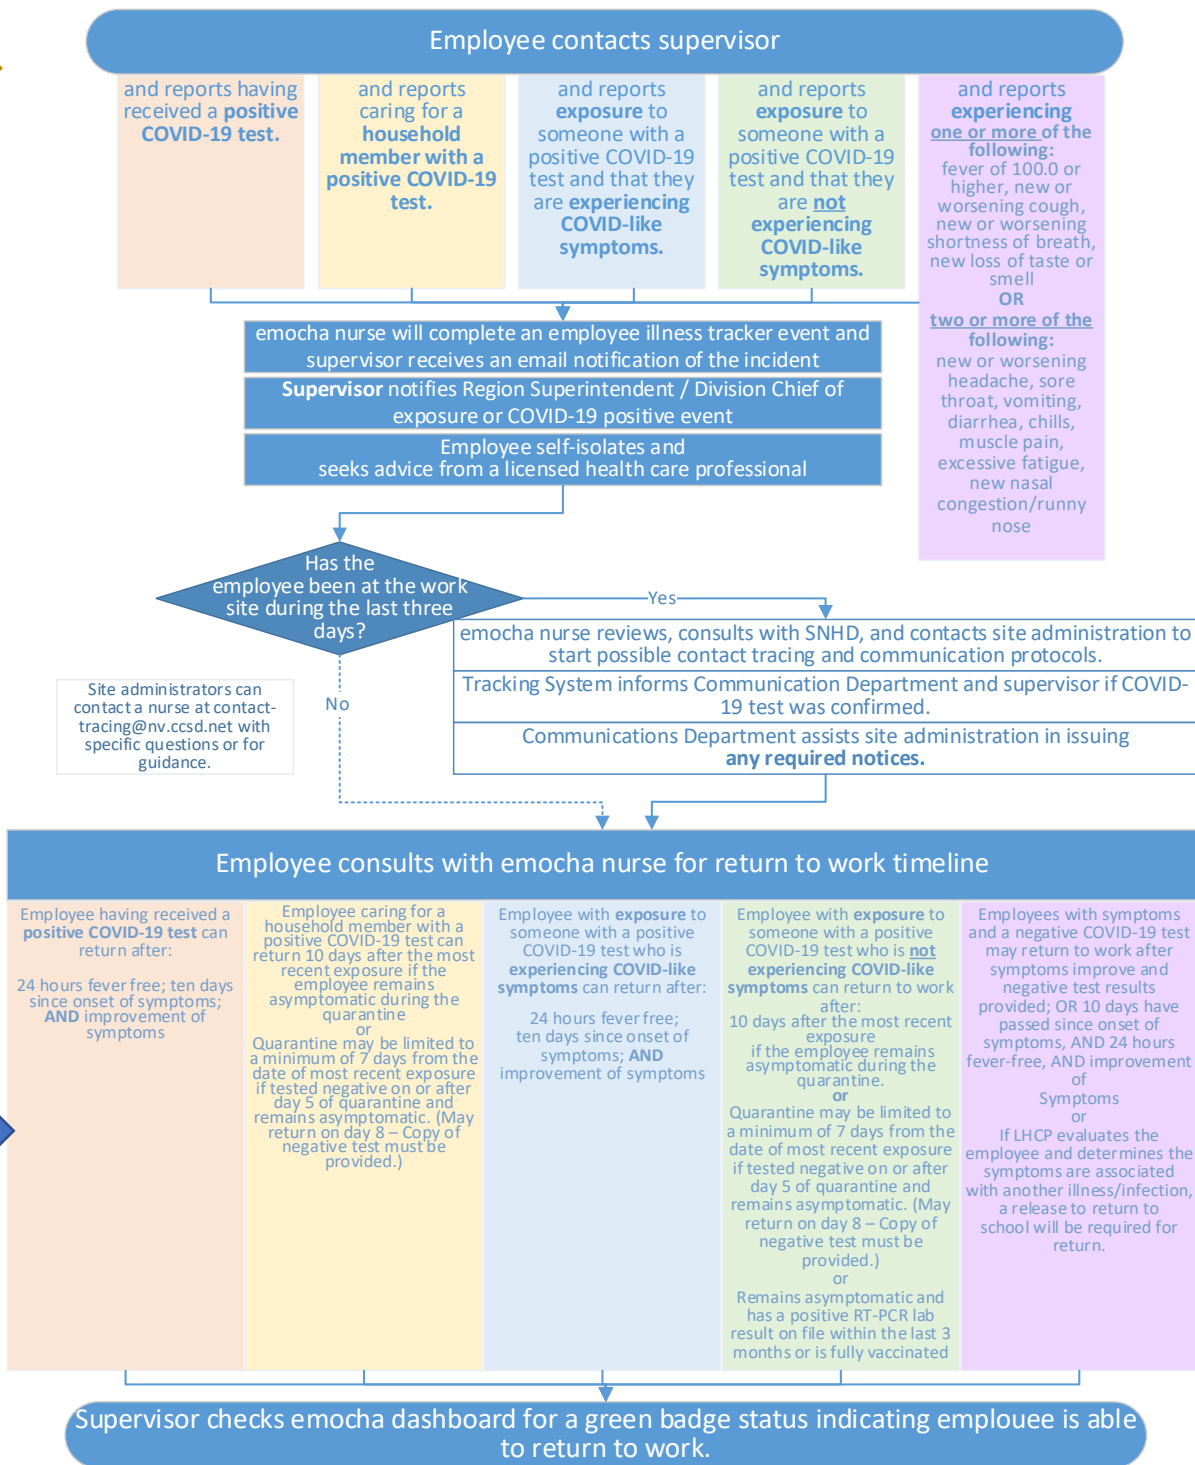 Employee contacts supervisor
and reports having
received a positive
COVID-19 test.
and reports
caring for a
household
member with a
positive COVID-19
test.
and reports
exposure to
someone with a
positive COVID-19
test and that they
are experiencing
COVID-like
symptoms.
and reports
exposure to
someone with a
positive COVID-19
test and that they
are not
experiencing
COVID-like
symptoms.
and reports
experiencing
one or more of the
following:
fever of 100.0 or
higher, new or
worsening cough,
new or worsening
shortness of breath,
new loss of taste or
smell
OR
two or more of the
following:
new or worsening
headache, sore
throat, vomiting,
diarrhea, chills,
muscle pain,
excessive fatigue,
new nasal
congestion/runny
nose
emocha nurse will complete an employee illness tracker event and
supervisor receives an email notification of the incident
Supervisor notifies Region Superintendent / Division Chief of
exposure or COVID-19 positive event
Employee self-isolates and
seeks advice from a licensed health care professional
Has the
employee been at the work
site during the last three
days?
Yes
No
emocha nurse reviews, consults with SNHD, and contacts site administration to
start possible contact tracing and communication protocols.
Tracking System informs Communication Department and supervisor if COVID-
19 test was confirmed.
Communications Department assists site administration in issuing
any required notices.
Site administrators can
contact a nurse at contact-
tracing@nv.ccsd.net with
specific questions or for
guidance.
Employee consults with emocha nurse for return to work timeline
Employee having received a
positive COVID-19 test can
return after:
24 hours fever free; ten days
since onset of symptoms;
AND improvement of
symptoms
Employee caring for a
household member with a
positive COVID-19 test can
return 10 days after the most
recent exposure if the
employee remains
asymptomatic during the
quarantine
or
Quarantine may be limited to
a minimum of 7 days from the
date of most recent exposure
if tested negative on or after
day 5 of quarantine and
remains asymptomatic. (May
return on day 8 – Copy of
negative test must be
provided.)
Employee with exposure to
someone with a positive
COVID-19 test who is
experiencing COVID-like
symptoms can return after:
24 hours fever free;
ten days since onset of
symptoms; AND
improvement of symptoms
Employee with exposure to
someone with a positive
COVID-19 test who is not
experiencing COVID-like
symptoms can return to work
after:
10 days after the most recent
exposure
if the employee remains
asymptomatic during the
quarantine.
or
Quarantine may be limited to
a minimum of 7 days from the
date of most recent exposure
if tested negative on or after
day 5 of quarantine and
remains asymptomatic. (May
return on day 8 – Copy of
negative test must be
provided.)
or
Remains asymptomatic and
has a positive RT-PCR lab
result on file within the last 3
months or is fully vaccinated
Employees with symptoms
and a negative COVID-19 test
may return to work after
symptoms improve and
negative test results
provided; OR 10 days have
passed since onset of
symptoms, AND 24 hours
fever-free, AND improvement
of
Symptoms
or
If LHCP evaluates the
employee and determines the
symptoms are associated
with another illness/infection,
a release to return to
school will be required for
return.
Supervisor checks emocha dashboard for a green badge status indicating emplouee is able
to return to work.